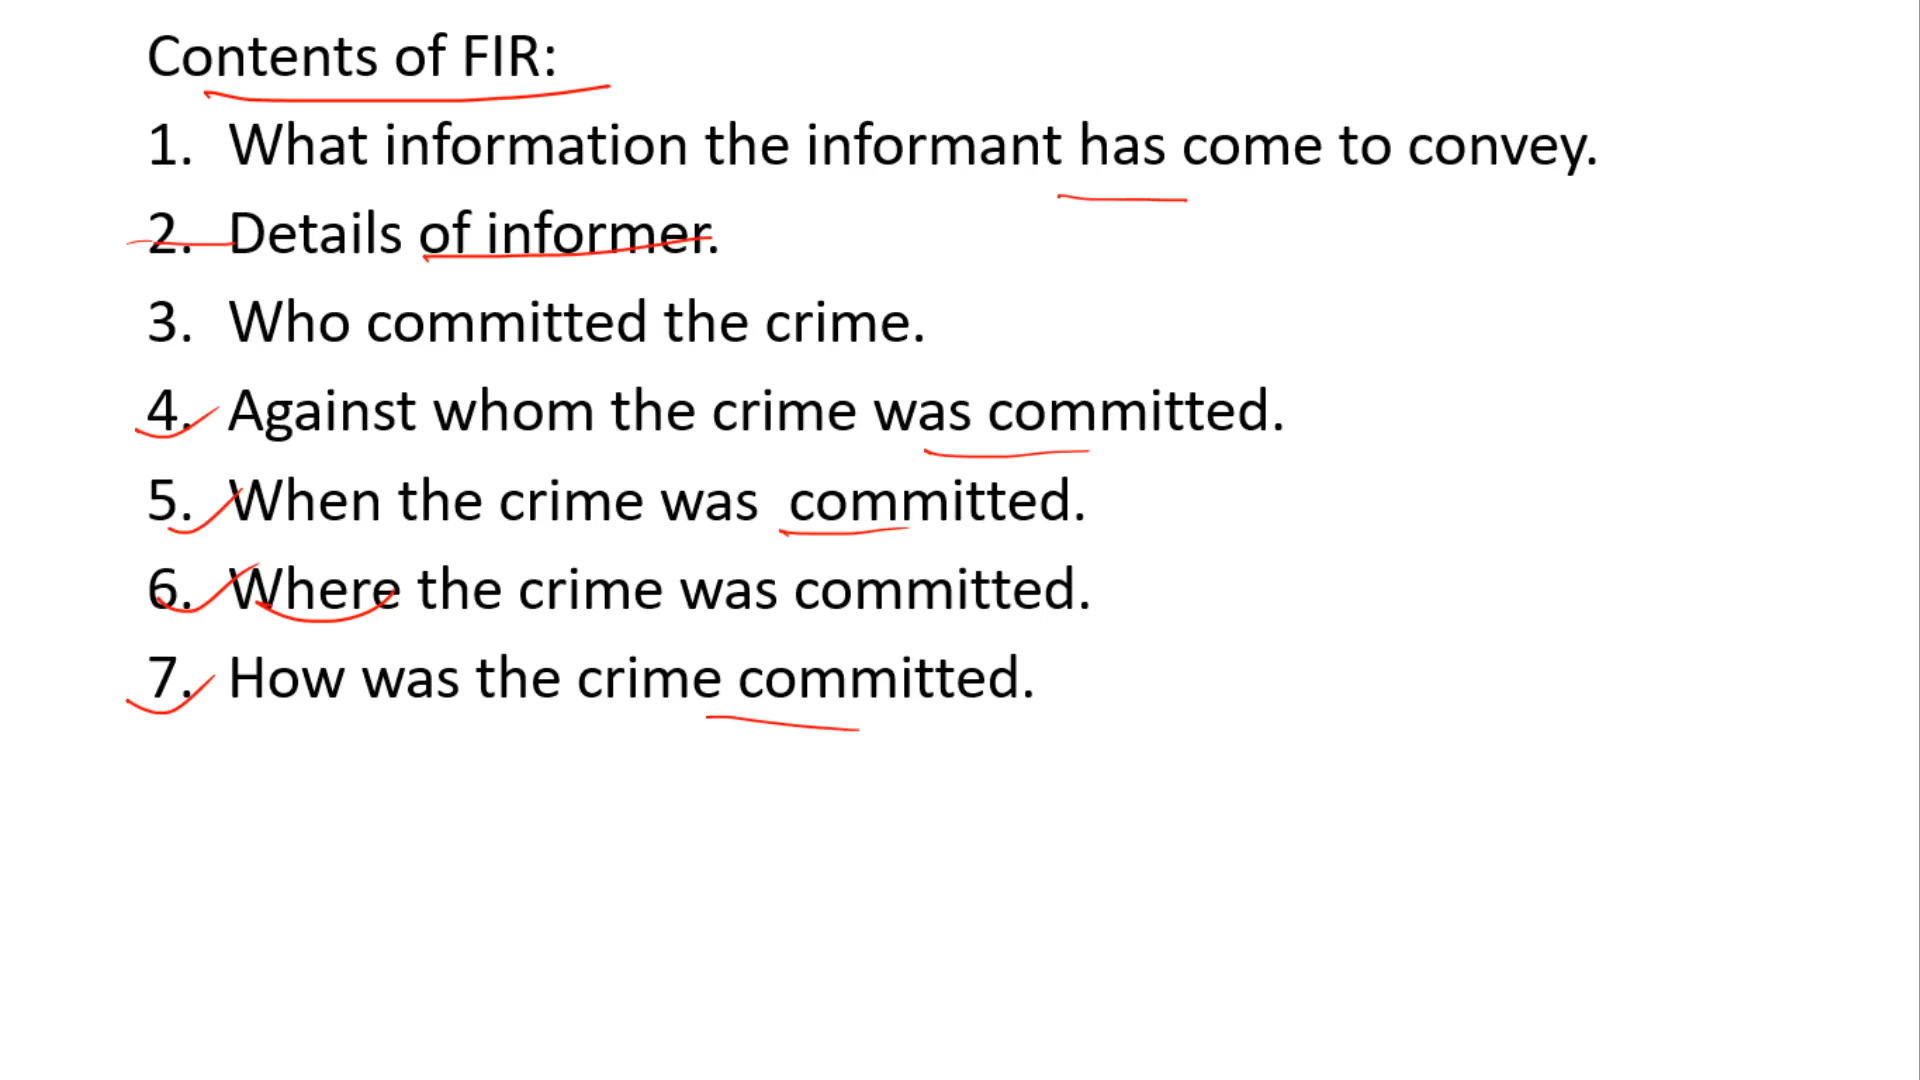 Contents of FIR:
1. What information the informant has come to convey.
2. Details of informer.
3. Who committed the crime.
4. Against whom the crime was committed.
5. When the crime was committed.
6. Where the crime was committed.
7. How was the crime committed.